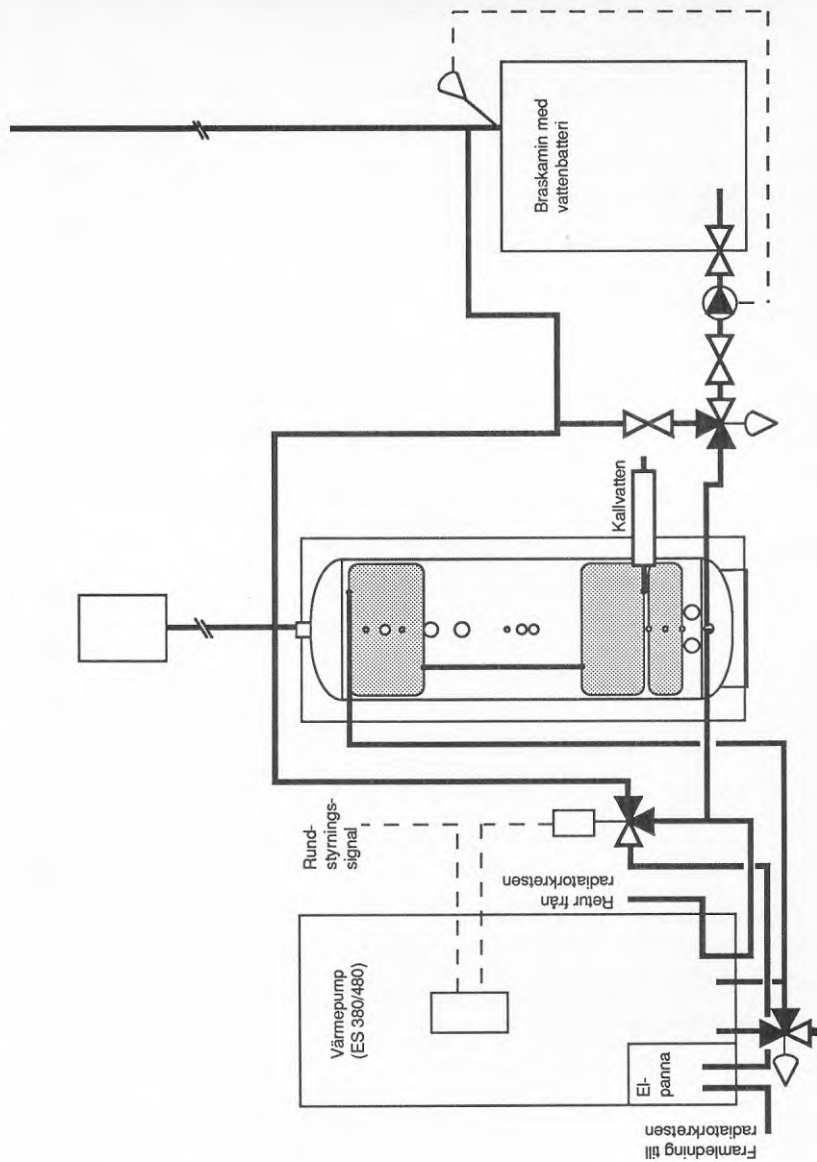 Braskamin med
vattenbatteri
Kallvatten
Rund-
styrnings-
signal
Retur från
radiatorkretsen
Värmepump
(ES 380/480)
El-
panna
Framledning till
radiatorkretsen